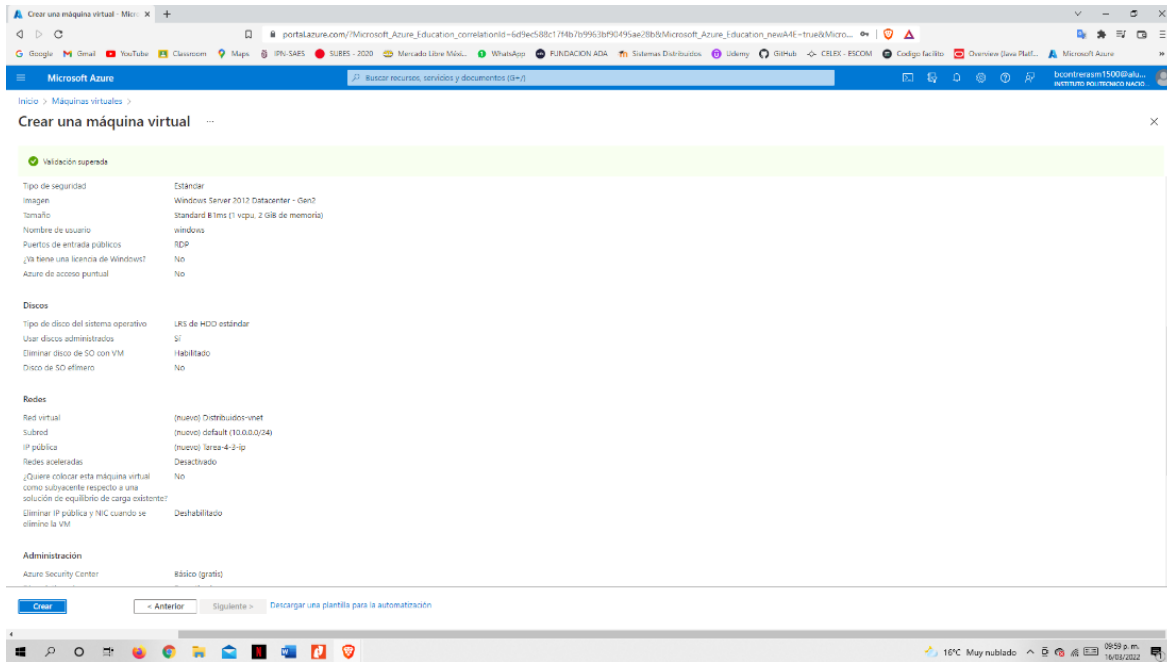 Crear una máquina virtual - Micr
portal.azure.com/?Microsoft_Azure_Education_correlationId=6d9ec588c17f4b7b9963bf90495ae28b&Microsoft_Azure_Education_newA4E=true&Micro...
Google Gmail YouTube Classroom Maps IPN-SAES SUBES - 2020 Mercado Libre Méxi... WhatsApp FUNDACION ADA Sistemas Distribuidos Udemy GitHub CELEX - ESCOM Codigo facilito Overview (Java Platf... Microsoft Azure
Microsoft Azure
Buscar recursos, servicios y documentos (G+/)
bcontrerasm1500@alu...
INSTITUTO POLITECNICO NACIO...
Inicio > Máquinas virtuales >
Crear una máquina virtual ...
Validación superada
Tipo de seguridad Estándar
Imagen Windows Server 2012 Datacenter - Gen2
Tamaño Standard B1ms (1 vcpu, 2 GiB de memoria)
Nombre de usuario windows
Puertos de entrada públicos RDP
¿Ya tiene una licencia de Windows? No
Azure de acceso puntual No
Discos
Tipo de disco del sistema operativo LRS de HDD estándar
Usar discos administrados Sí
Eliminar disco de SO con VM Habilitado
Disco de SO efímero No
Redes
Red virtual (nuevo) Distribuidos-vnet
Subred (nuevo) default (10.0.0.0/24)
IP pública (nuevo) Tarea-4-3-ip
Redes aceleradas Desactivado
¿Quiere colocar esta máquina virtual No
como subyacente respecto a una
solución de equilibrio de carga existente?
Eliminar IP pública y NIC cuando se Deshabilitado
elimine la VM
Administración
Azure Security Center Básico (gratis)
Crear < Anterior Siguiente > Descargar una plantilla para la automatización
16°C Muy nublado
09:59 p. m.
16/03/2022